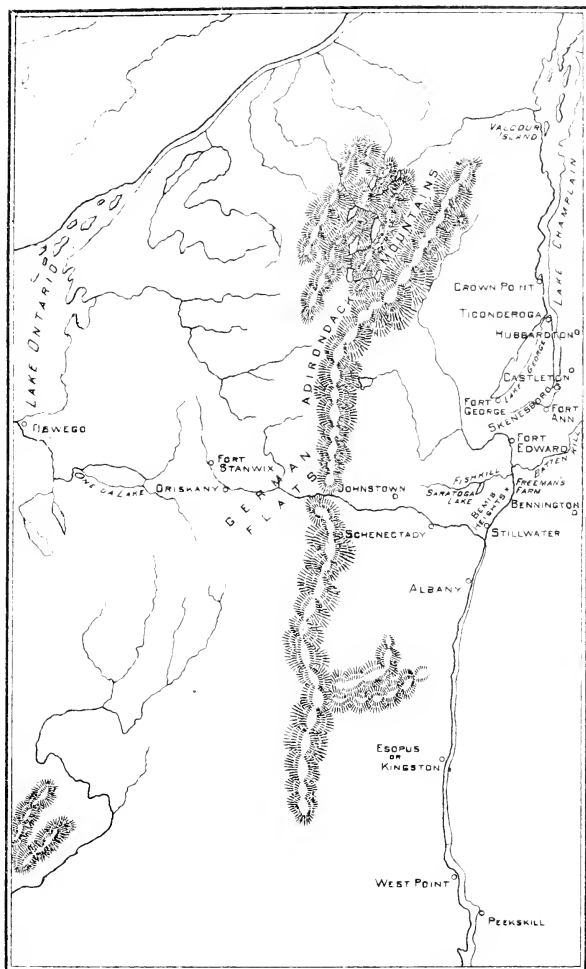 VALCOUR
ISLAND
LAKE CHAMPLAIN
ADIRONDACK MOUNTAINS
CROWN POINT
TICONDEROGA
HUBBARDTON
LAKE ONTARIO
LAKE GEORGE
CASTLETON
SKENESBORO
FORT
GEORGE
FORT
ANN
OSWEGO
FORT
EDWARD
FORT
STANWIX
GERMAN
FLATS
ONEIDA LAKE
ORISKANY
JOHNSTOWN
FISHKILL
SARATOGA
LAKE
BATTEN KILL
FREEMAN'S
FARM
BEMIS
HEIGHTS
BENNINGTON
SCHENECTADY
STILLWATER
ALBANY
ESOPUS
OR
KINGSTON
WEST POINT
PEEKSKILL